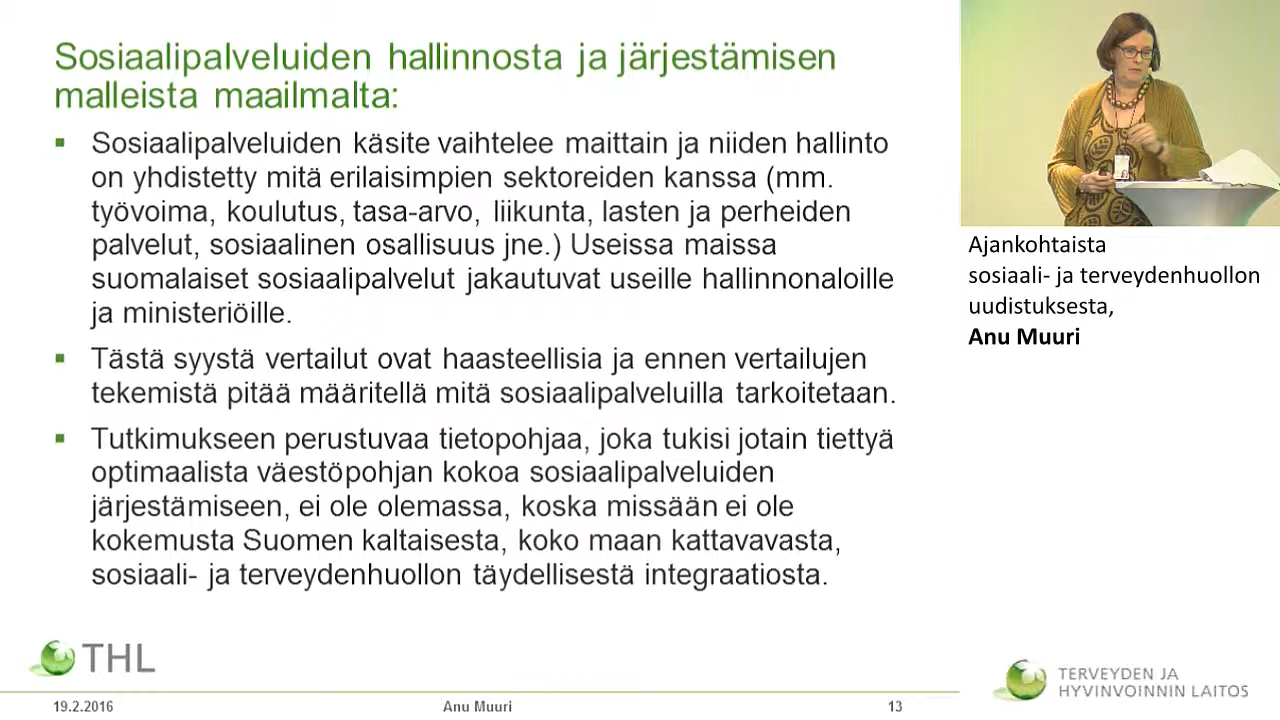 Sosiaalipalveluiden hallinnosta ja järjestämisen
malleista maailmalta:
▪ Sosiaalipalveluiden käsite vaihtelee maittain ja niiden hallinto
on yhdistetty mitä erilaisimpien sektoreiden kanssa (mm.
työvoima, koulutus, tasa-arvo, liikunta, lasten ja perheiden
palvelut, sosiaalinen osallisuus jne.) Useissa maissa
suomalaiset sosiaalipalvelut jakautuvat useille hallinnonaloille
ja ministeriöille.
▪ Tästä syystä vertailut ovat haasteellisia ja ennen vertailujen
tekemistä pitää määritellä mitä sosiaalipalveluilla tarkoitetaan.
▪ Tutkimukseen perustuvaa tietopohjaa, joka tukisi jotain tiettyä
optimaalista väestöpohjan kokoa sosiaalipalveluiden
järjestämiseen, ei ole olemassa, koska missään ei ole
kokemusta Suomen kaltaisesta, koko maan kattavavasta,
sosiaali- ja terveydenhuollon täydellisestä integraatiosta.
THL
19.2.2016
Anu Muuri
13
Ajankohtaista
sosiaali- ja terveydenhuollon
uudistuksesta,
Anu Muuri
TERVEYDEN JA
HYVINVOINNIN LAITOS